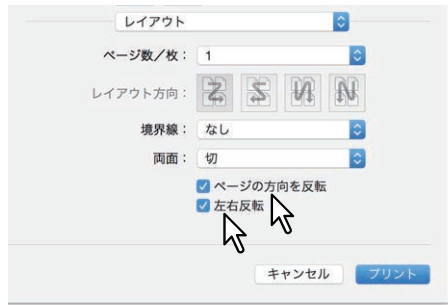 レイアウト
ページ数／枚： 1
レイアウト方向：
境界線： なし
両面： 切
ページの方向を反転
左右反転
キャンセル プリント